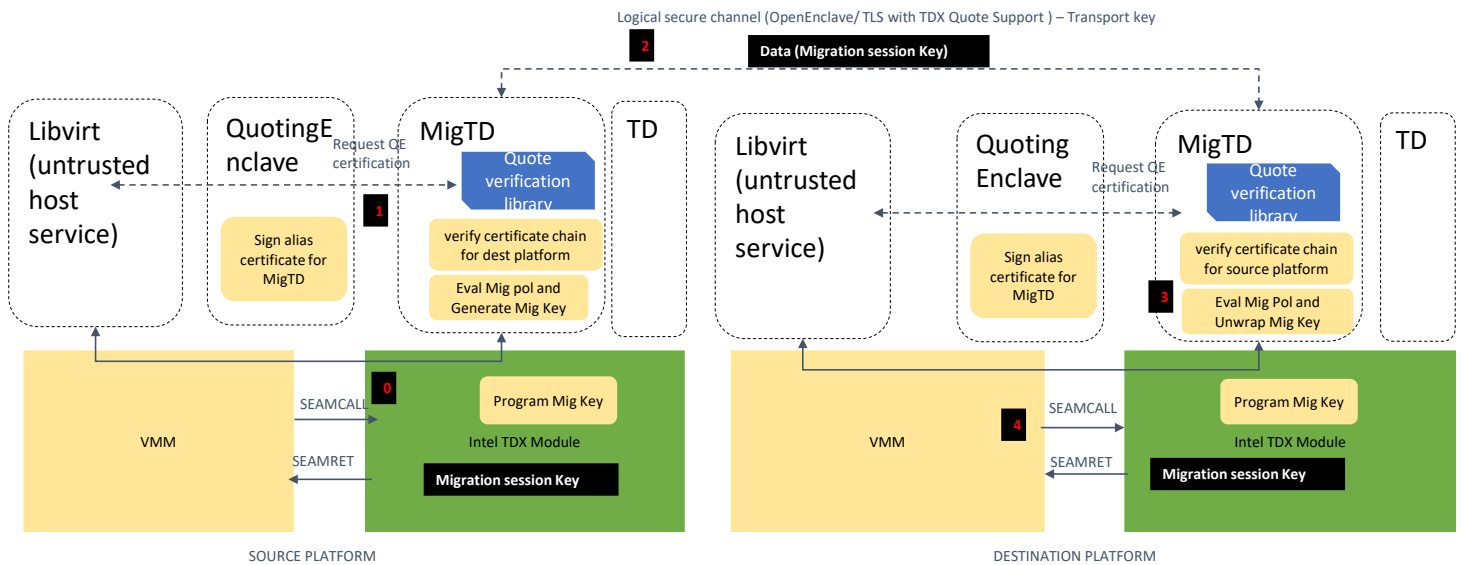 Logical secure channel (OpenEnclave/ TLS with TDX Quote Support ) – Transport key
2
Data (Migration session Key)
Libvirt
(untrusted
host
service)
QuotingE
nclave
Request QE
certification
1
Sign alias
certificate for
MigTD
MigTD
Quote
verification
library
verify certificate chain
for dest platform
Eval Mig pol and
Generate Mig Key
TD
0
SEAMCALL
VMM
SEAMRET
Program Mig Key
Intel TDX Module
Migration session Key
SOURCE PLATFORM
Libvirt
(untrusted
host
service)
Quoting
Enclave
Request QE
certification
Sign alias
certificate for
MigTD
MigTD
Quote
verification
library
verify certificate chain
for source platform
3
Eval Mig Pol and
Unwrap Mig Key
TD
4
SEAMCALL
VMM
SEAMRET
Program Mig Key
Intel TDX Module
Migration session Key
DESTINATION PLATFORM